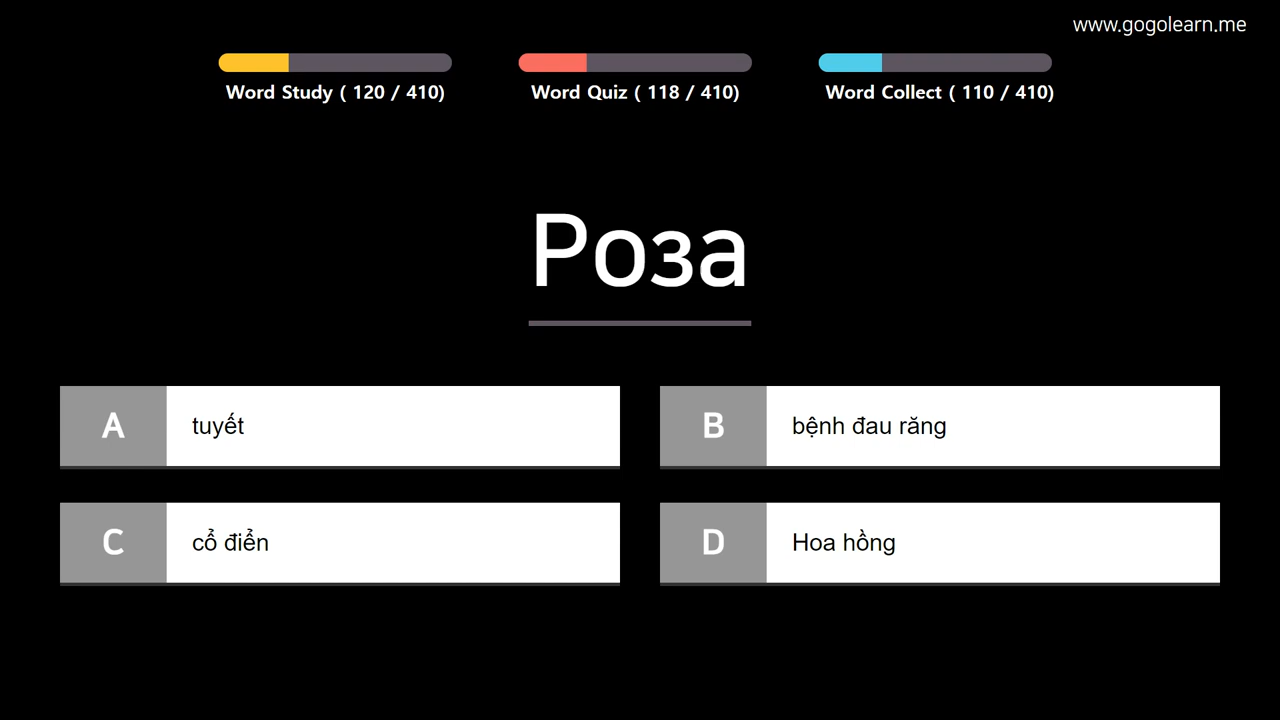 www.gogolearn.me
Word Study ( 120 / 410)
Word Quiz ( 118 / 410)
Word Collect ( 110 / 410)
Роза
A tuyết
B bệnh đau răng
C cổ điển
D Hoa hồng